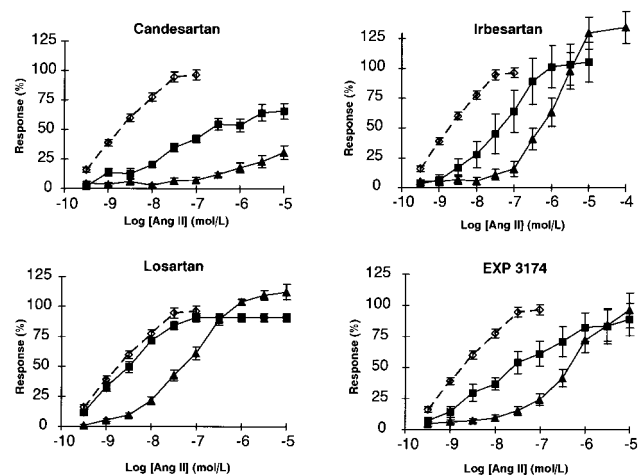 Candesartan
Irbesartan
Response (%)
125
100
75
50
25
0
-10 -9 -8 -7 -6 -5
Log [Ang II] (mol/L)
Response (%)
125
100
75
50
25
0
-10 -9 -8 -7 -6 -5 -4
Log [Ang II] (mol/L)
Losartan
EXP 3174
Response (%)
125
100
75
50
25
0
-10 -9 -8 -7 -6 -5
Log [Ang II] (mol/L)
Response (%)
125
100
75
50
25
0
-10 -9 -8 -7 -6 -5
Log [Ang II] (mol/L)